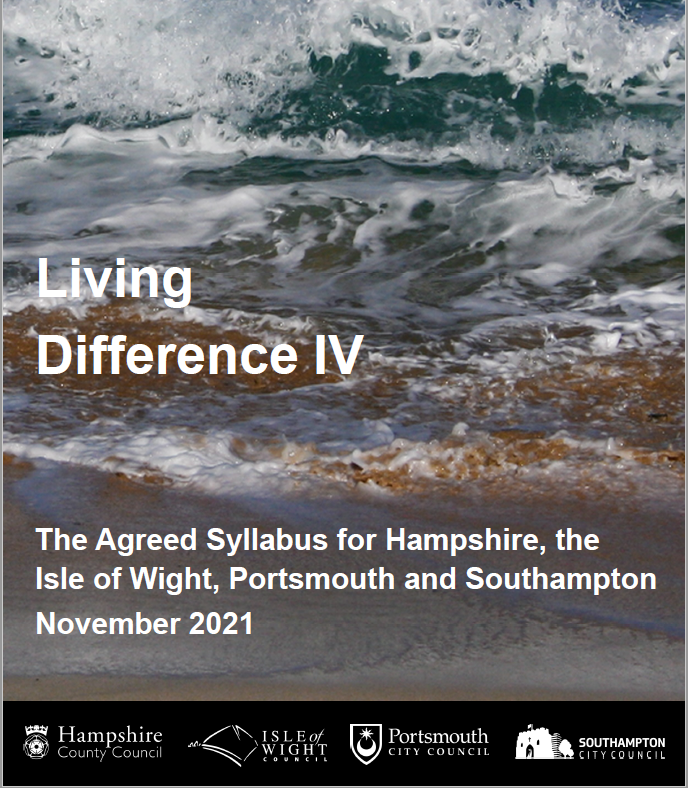 Living
Difference IV
The Agreed Syllabus for Hampshire, the
Isle of Wight, Portsmouth and Southampton
November 2021
Hampshire
County Council
ISLE of
WIGHT
COUNCIL
Portsmouth
CITY COUNCIL
SOUTHAMPTON
CITY COUNCIL